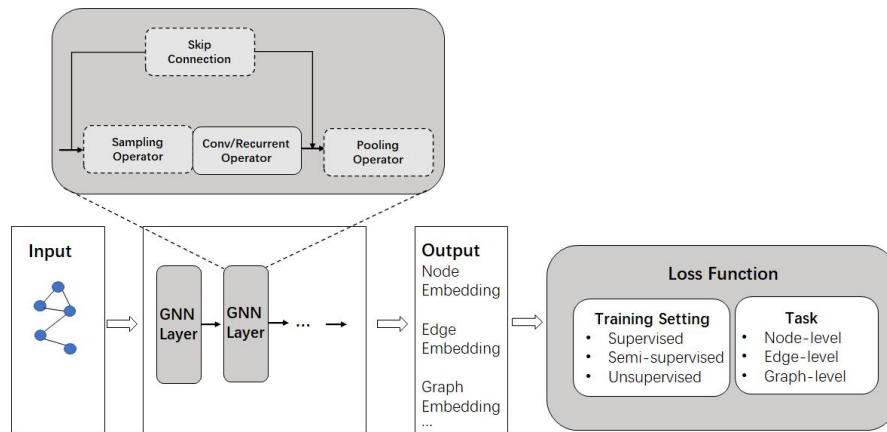 Skip
Connection
Sampling
Operator
Conv/Recurrent
Operator
Pooling
Operator
Input
GNN
Layer
GNN
Layer
...
Output
Node
Embedding
Edge
Embedding
Graph
Embedding
...
Loss Function
Training Setting
• Supervised
• Semi-supervised
• Unsupervised
Task
• Node-level
• Edge-level
• Graph-level